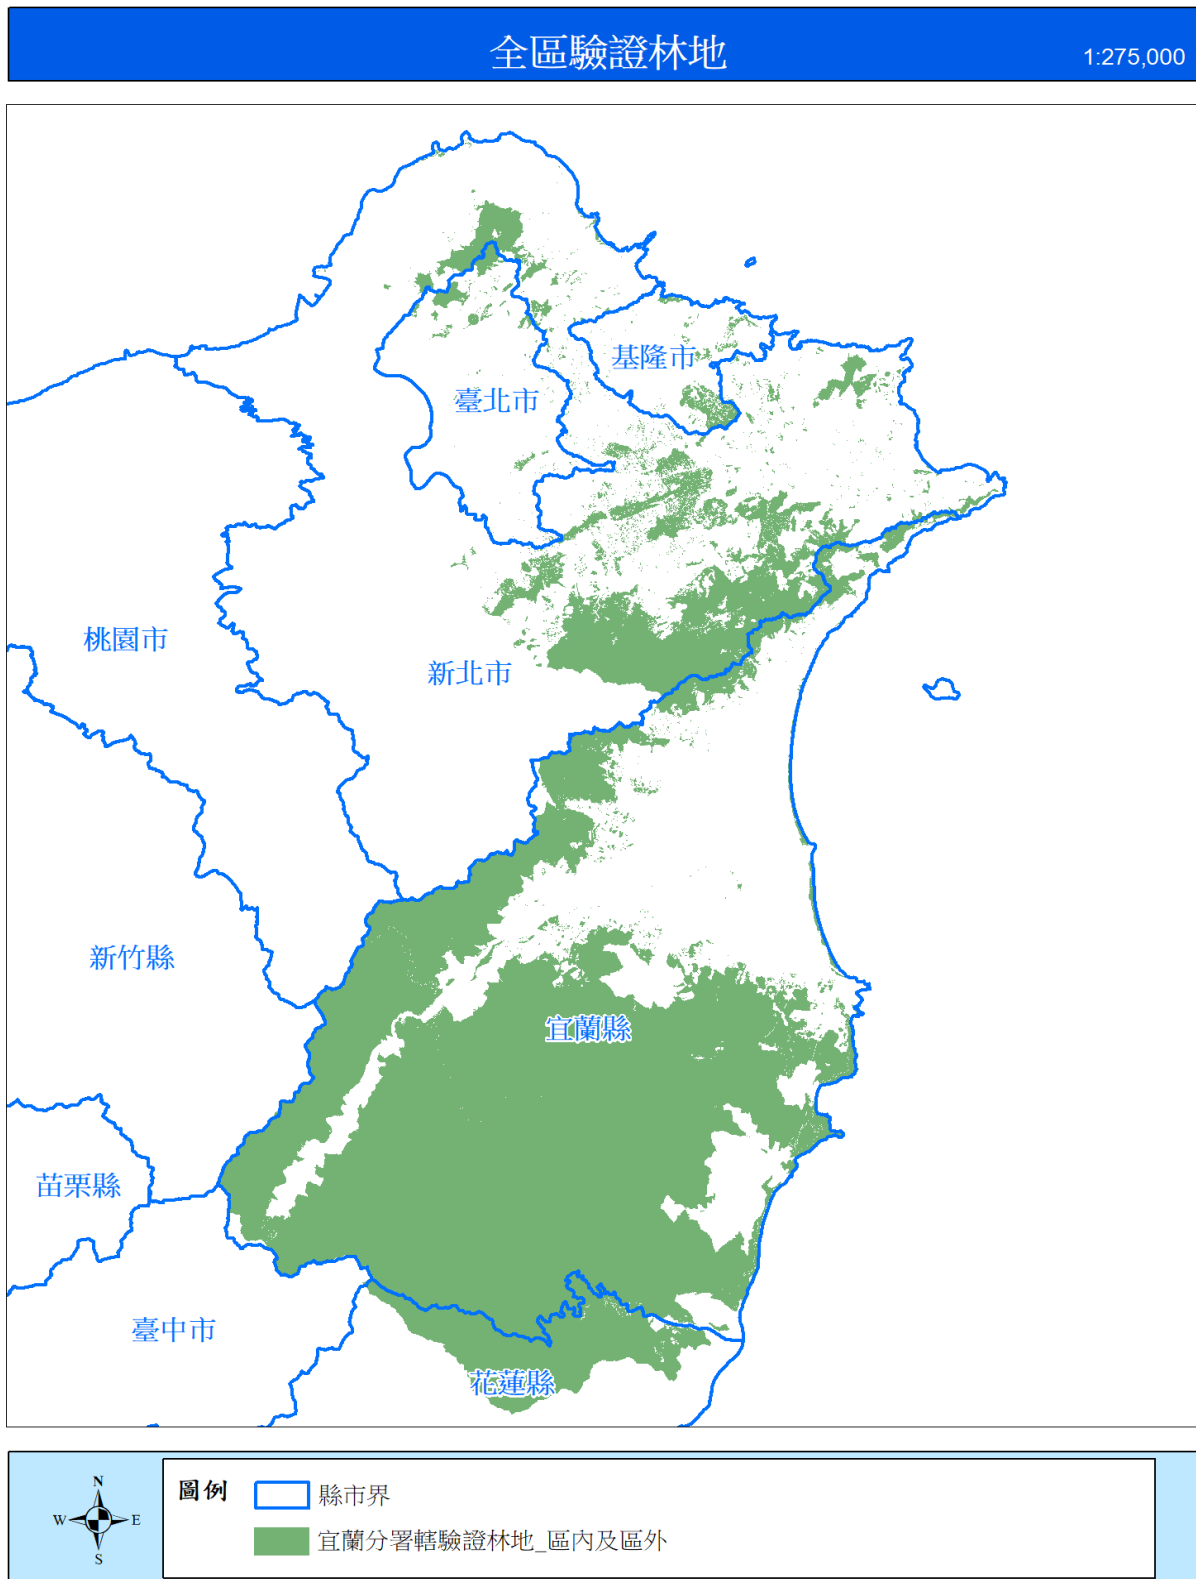 全區驗證林地
1:275,000
基隆市
臺北市
桃園市
新北市
新竹縣
宜蘭縣
苗栗縣
臺中市
花蓮縣
N
W E
S
圖例
縣市界
宜蘭分署轄驗證林地_區內及區外